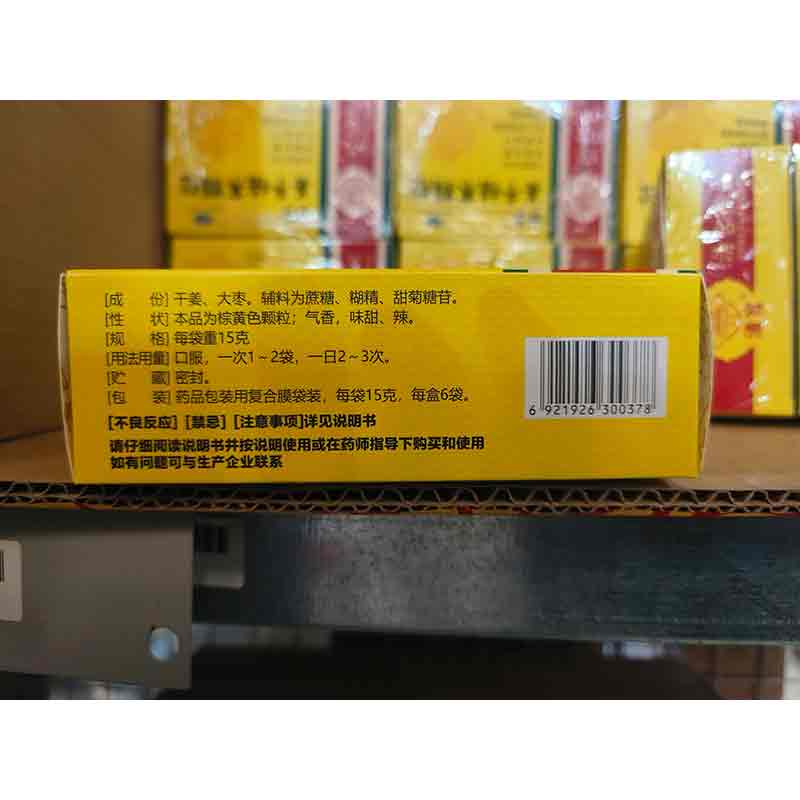 [成 份] 干姜、大枣。辅料为蔗糖、糊精、甜菊糖苷。
[性 状] 本品为棕黄色颗粒；气香，味甜、辣。
[规 格] 每袋重15克
[用法用量] 口服，一次1～2袋，一日2～3次。
[贮 藏] 密封。
[包 装] 药品包装用复合膜袋装，每袋15克，每盒6袋。
[不良反应] [禁忌] [注意事项]详见说明书
请仔细阅读说明书并按说明使用或在药师指导下购买和使用
如有问题可与生产企业联系
6 921926 300378